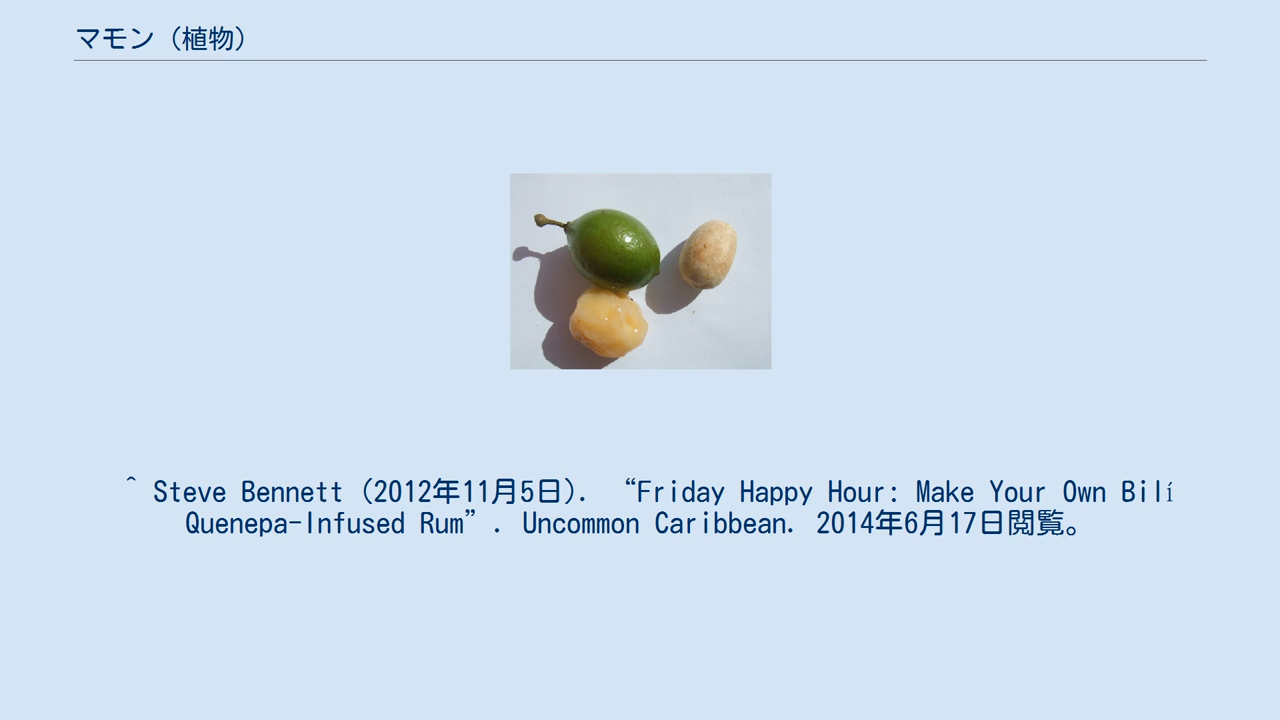 マモン（植物）
^ Steve Bennett (2012年11月5日). “Friday Happy Hour: Make Your Own Bilí
Quenepa-Infused Rum”. Uncommon Caribbean. 2014年6月17日閲覧。